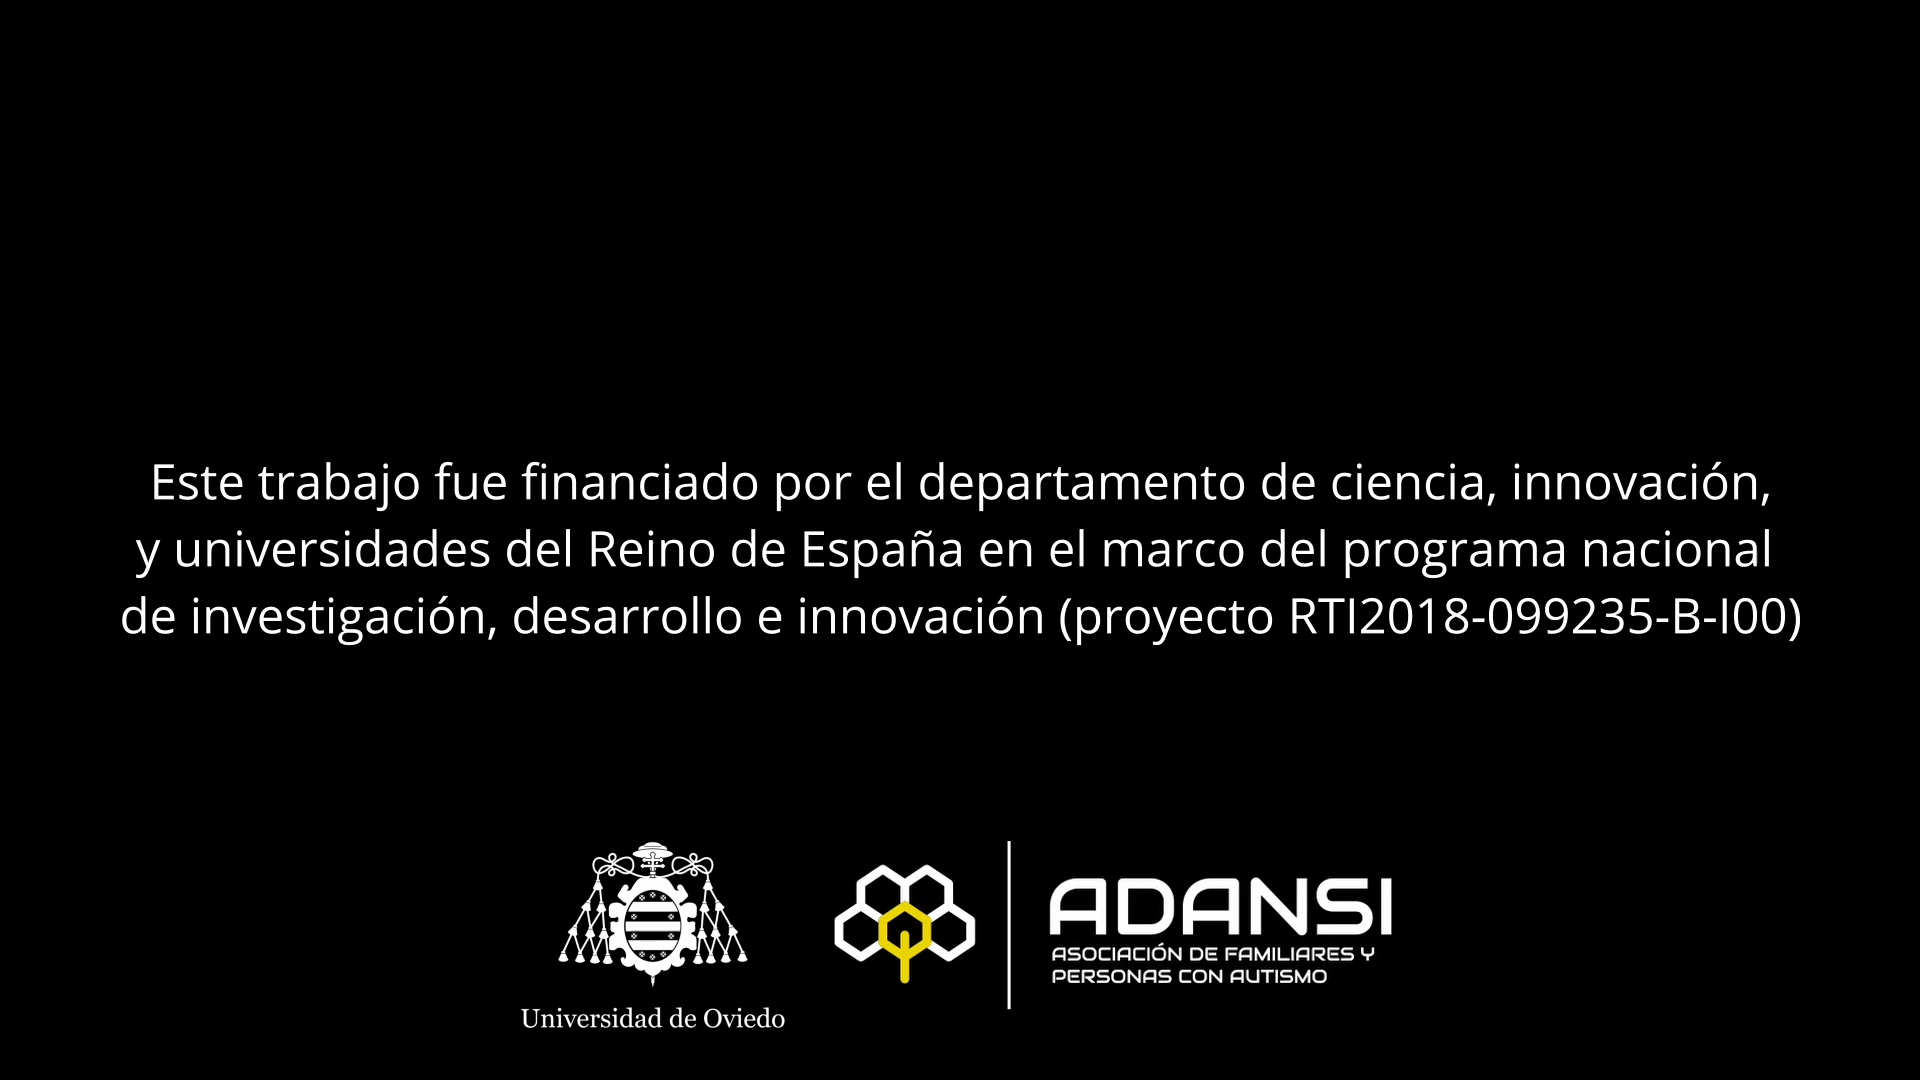 Este trabajo fue financiado por el departamento de ciencia, innovación,
y universidades del Reino de España en el marco del programa nacional
de investigación, desarrollo e innovación (proyecto RTI2018-099235-B-I00)
Universidad de Oviedo
ADANSI
ASOCIACIÓN DE FAMILIARES Y
PERSONAS CON AUTISMO